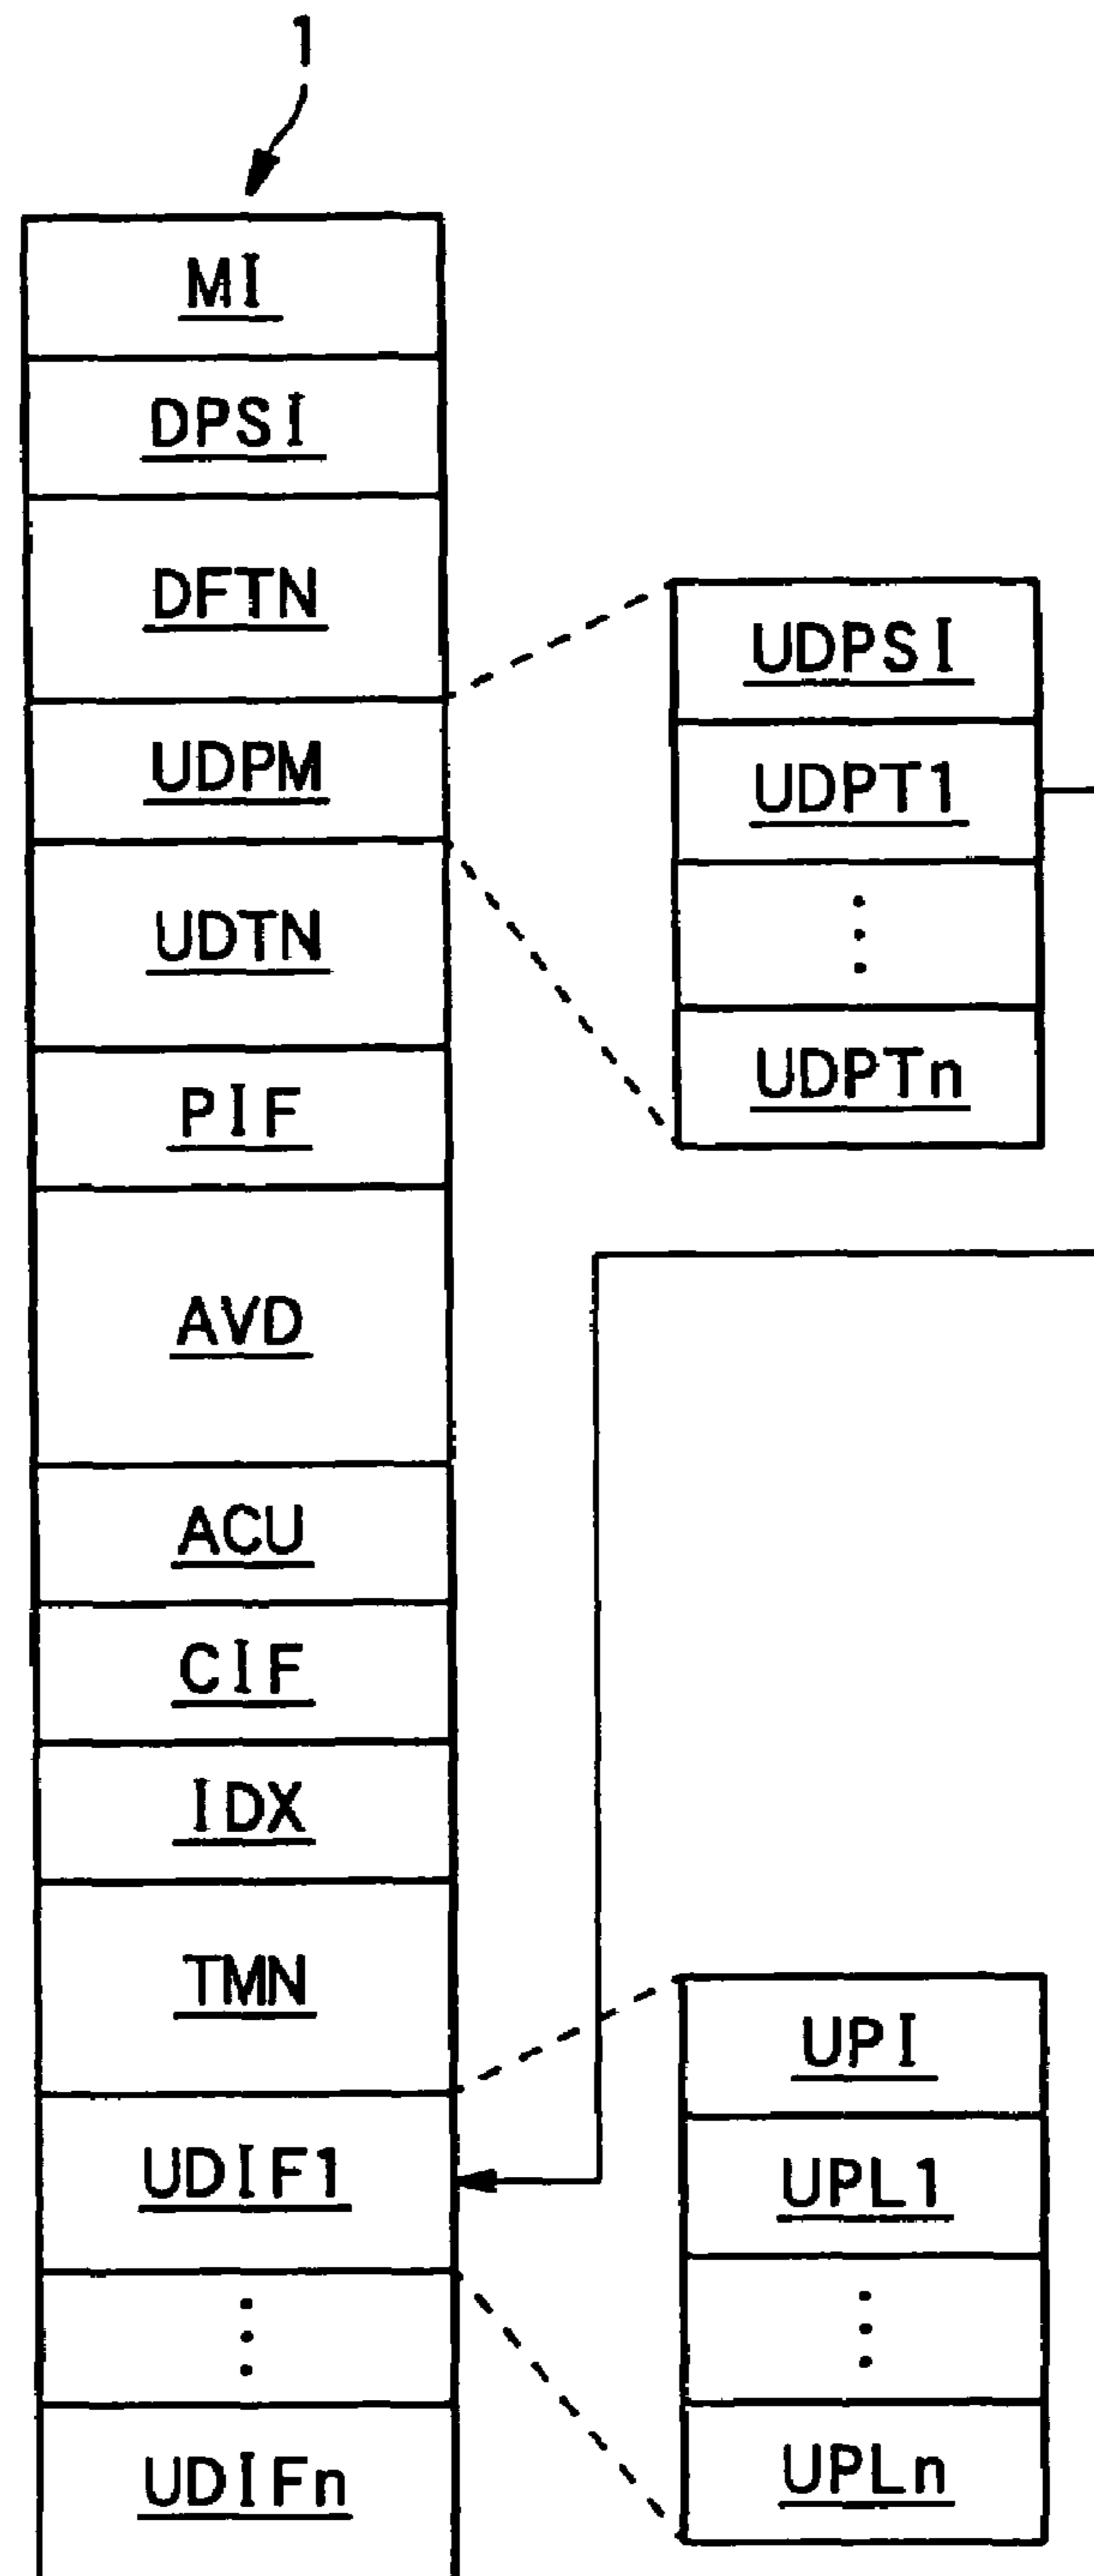 1
MI
DPSI
DFTN
UDPM
UDTN
PIF
AVD
ACU
CIF
IDX
TMN
UDIF1
⋮
UDIFn
UDPSI
UDPT1
⋮
UDPTn
UPI
UPL1
⋮
UPLn